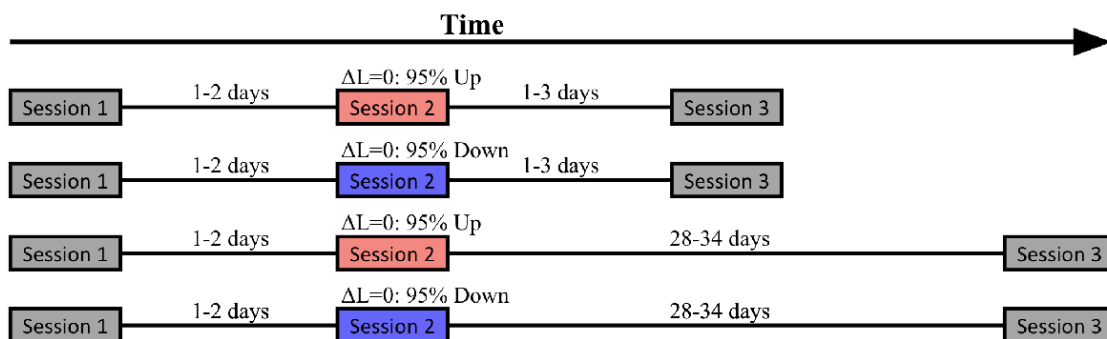 Time
ΔL=0: 95% Up
Session 1 1-2 days Session 2 1-3 days Session 3
ΔL=0: 95% Down
Session 1 1-2 days Session 2 1-3 days Session 3
ΔL=0: 95% Up
Session 1 1-2 days Session 2 28-34 days Session 3
ΔL=0: 95% Down
Session 1 1-2 days Session 2 28-34 days Session 3